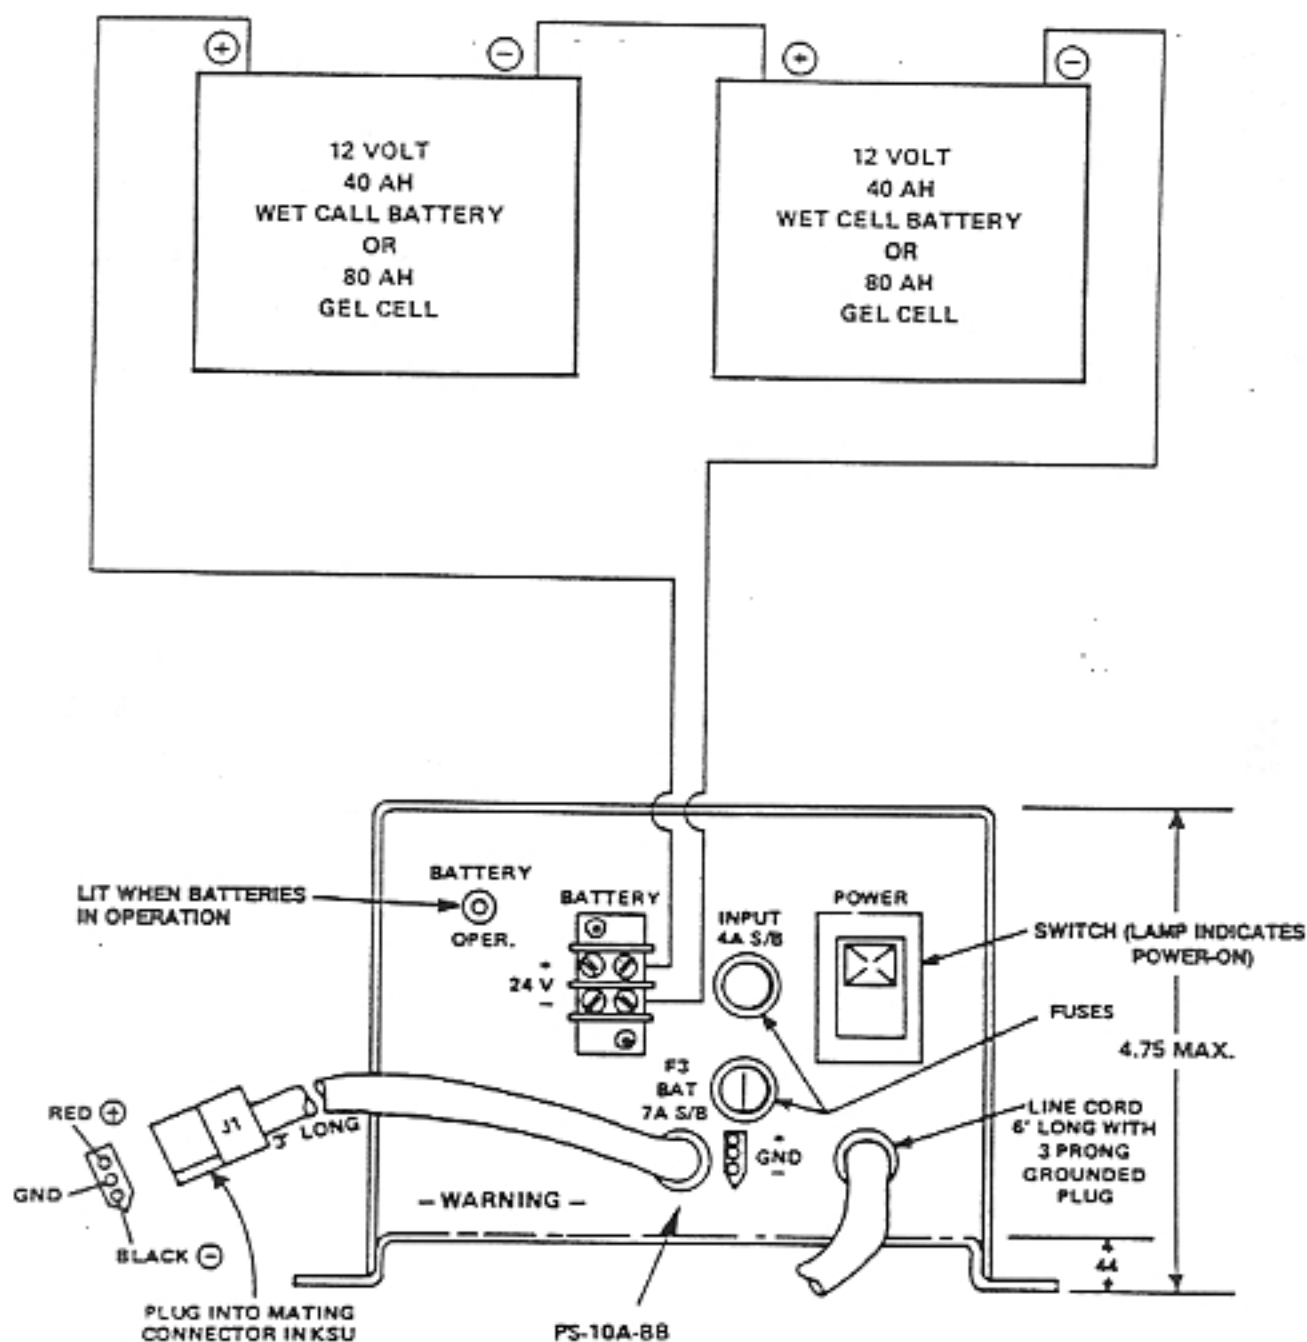 +
−
+
−
12 VOLT
40 AH
WET CALL BATTERY
OR
80 AH
GEL CELL
12 VOLT
40 AH
WET CELL BATTERY
OR
80 AH
GEL CELL
LIT WHEN BATTERIES
IN OPERATION
BATTERY
OPER.
BATTERY
+
24 V
−
INPUT
4A S/B
POWER
SWITCH (LAMP INDICATES
POWER-ON)
FUSES
4.75 MAX.
F3
BAT
7A S/B
+
GND
−
LINE CORD
6' LONG WITH
3 PRONG
GROUNDED
PLUG
J1
3' LONG
RED +
GND
BLACK −
– WARNING –
44
PLUG INTO MATING
CONNECTOR IN KSU
PS-10A-BB